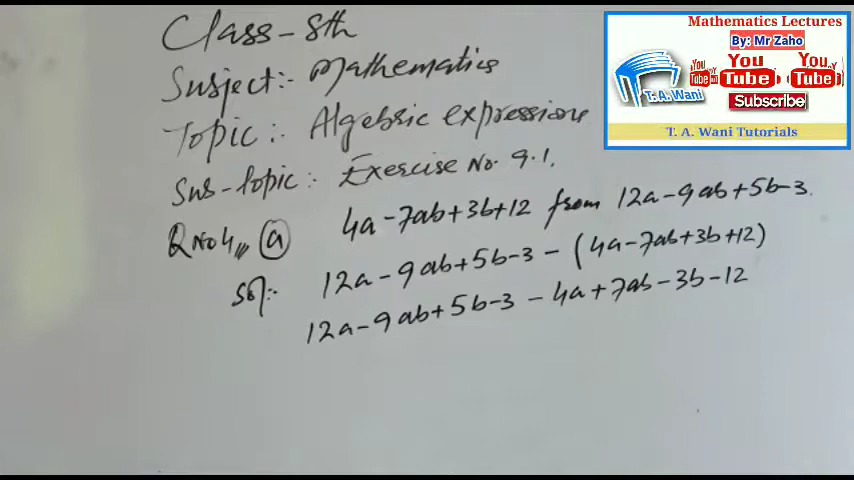 Class - 8th
Susject:- Mathematics
Topic :- Algebric expressions
Sus-topic : Exercise No. 9.1.
Q No 4,, (a) 4a - 7ab + 3b + 12 from 12a - 9ab + 5b - 3.
Sol:- 12a - 9ab + 5b - 3 - (4a - 7ab + 3b + 12)
12a - 9ab + 5b - 3 - 4a + 7ab - 3b - 12
Mathematics Lectures
By: Mr Zaho
You Tube
You Tube
You Tube
Subscribe
T. A. Wani
T. A. Wani Tutorials